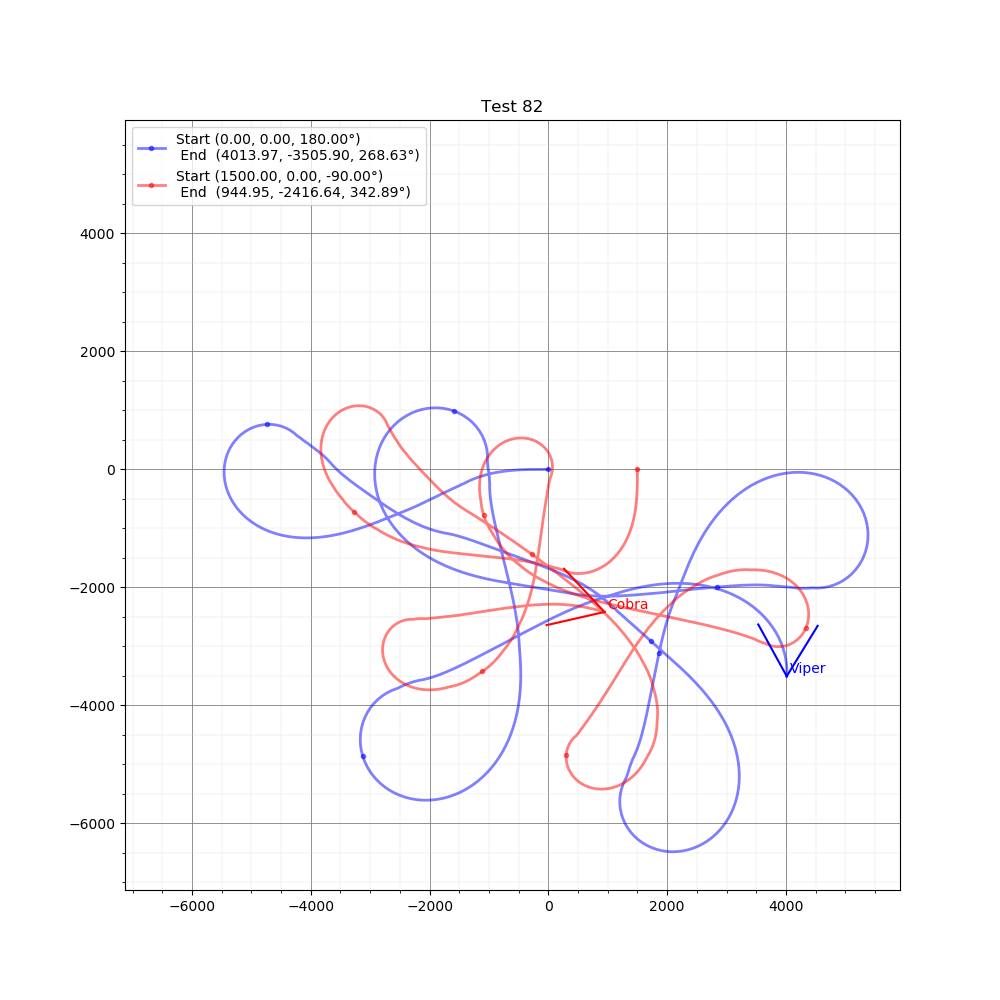 Test 82
Start (0.00, 0.00, 180.00°)
End  (4013.97, -3505.90, 268.63°)
Start (1500.00, 0.00, -90.00°)
End  (944.95, -2416.64, 342.89°)
4000
2000
0
−2000
−4000
−6000
Cobra
Viper
−6000
−4000
−2000
0
2000
4000